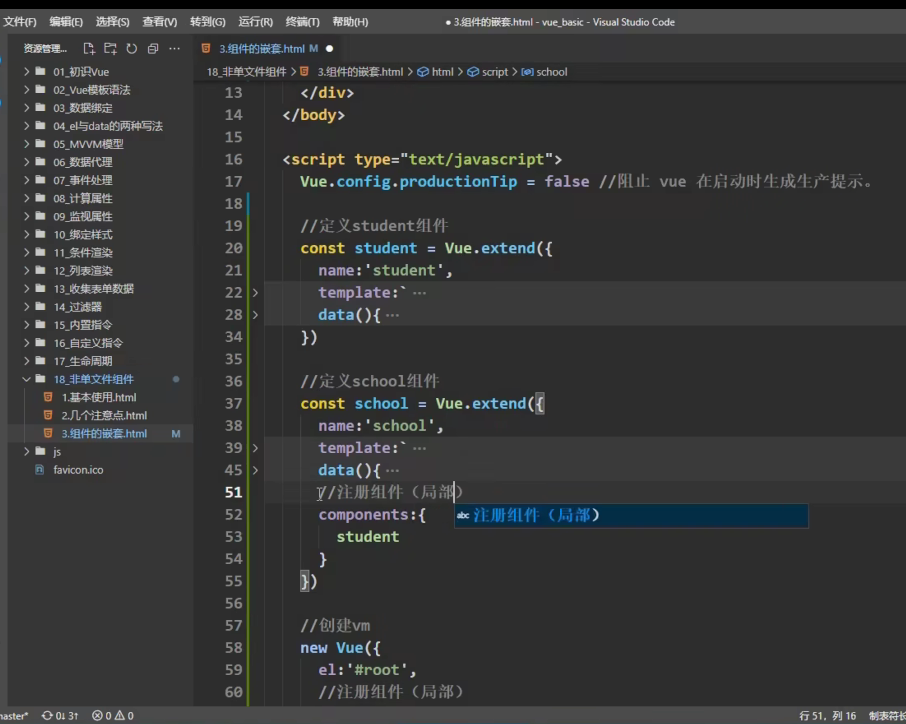 文件(F) 编辑(E) 选择(S) 查看(V) 转到(G) 运行(R) 终端(T) 帮助(H) ● 3.组件的嵌套.html - vue_basic - Visual Studio Code
资源管理... 3.组件的嵌套.html M ●
18_非单文件组件 > 3.组件的嵌套.html > html > script > school
01_初识Vue
02_Vue模板语法
03_数据绑定
04_el与data的两种写法
05_MVVM模型
06_数据代理
07_事件处理
08_计算属性
09_监视属性
10_绑定样式
11_条件渲染
12_列表渲染
13_收集表单数据
14_过滤器
15_内置指令
16_自定义指令
17_生命周期
18_非单文件组件
1.基本使用.html
2.几个注意点.html
3.组件的嵌套.html M
js
favicon.ico
13 </div>
14 </body>
15
16 <script type="text/javascript">
17 Vue.config.productionTip = false //阻止 vue 在启动时生成生产提示。
18
19 //定义student组件
20 const student = Vue.extend({
21 name:'student',
22 template:` …
28 data(){ …
34 })
35
36 //定义school组件
37 const school = Vue.extend({
38 name:'school',
39 template:` …
45 data(){ …
51 //注册组件（局部）
52 components:{
abc 注册组件（局部）
53 student
54 }
55 })
56
57 //创建vm
58 new Vue({
59 el:'#root',
60 //注册组件（局部）
master* 0↓ 3↑ 0 0 行 51，列 16